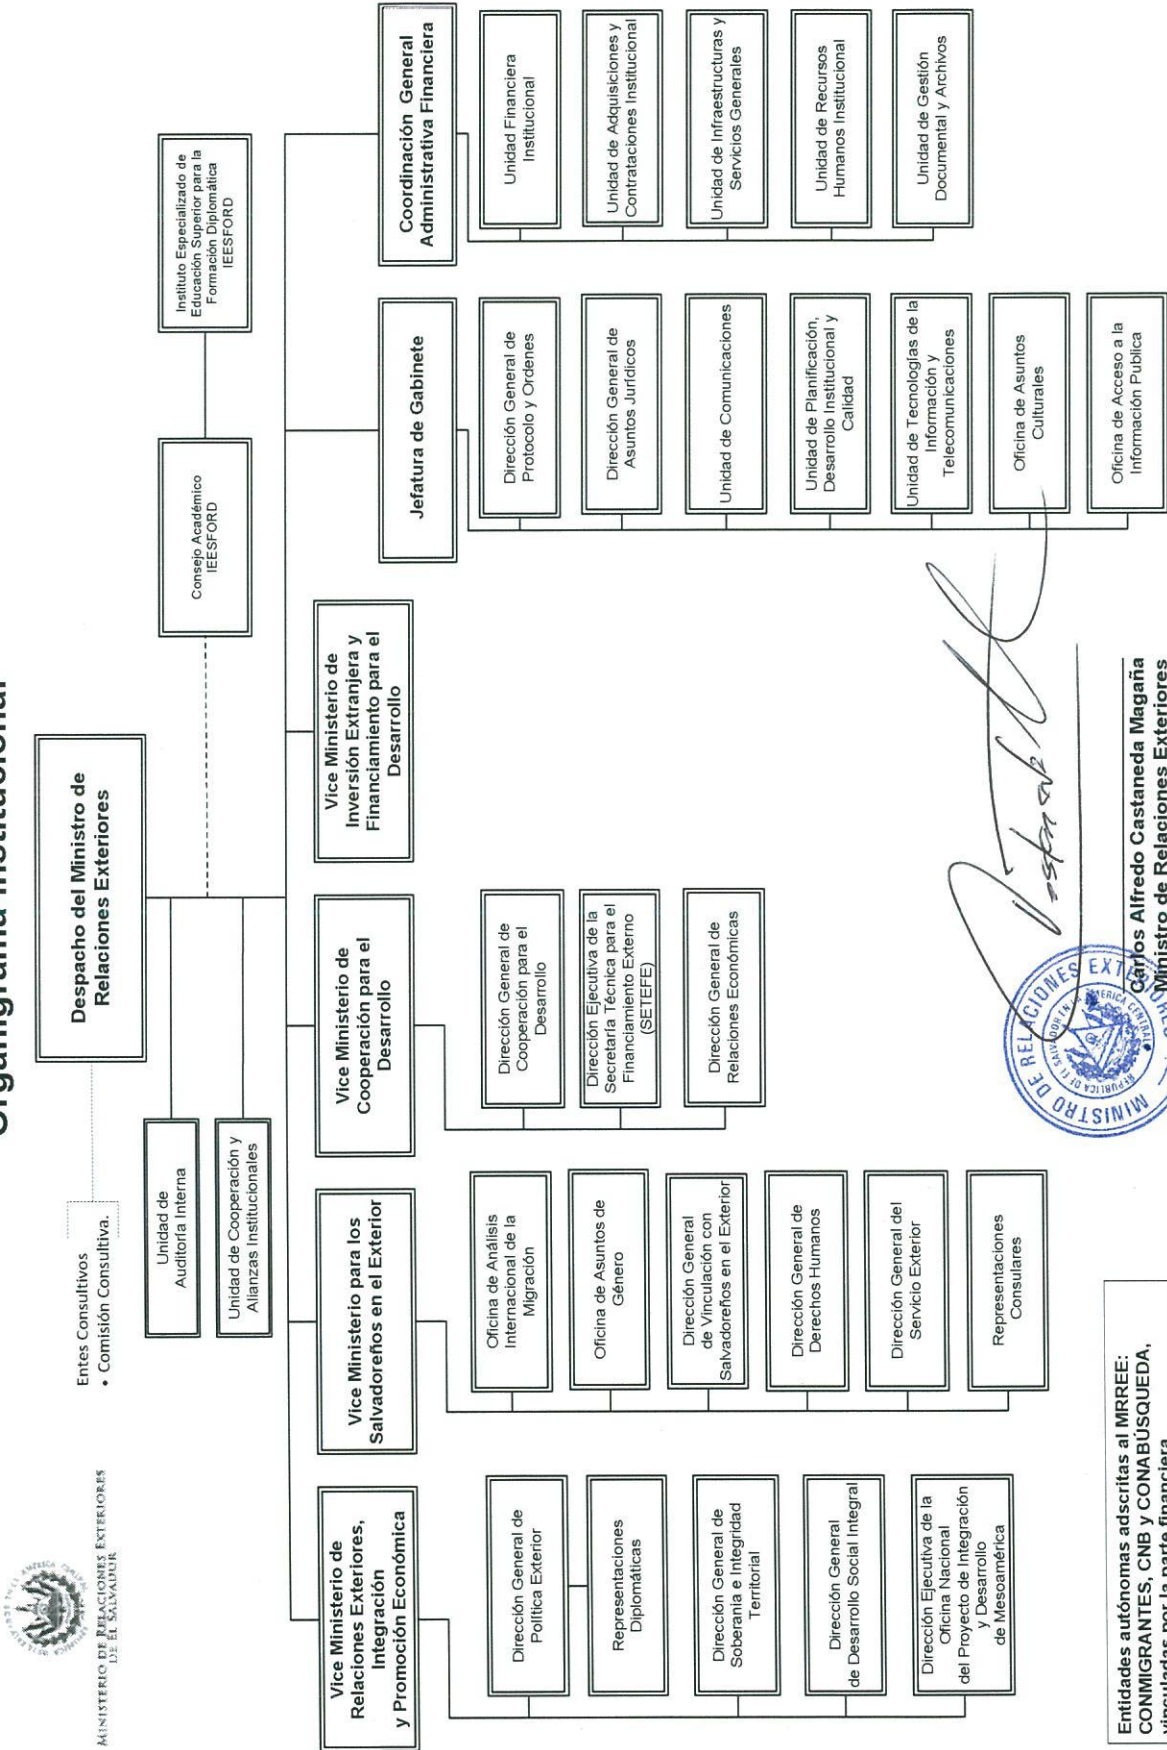 Organigrama Institucional
MINISTERIO DE RELACIONES EXTERIORES
DE EL SALVADOR
Entes Consultivos
• Comisión Consultiva.
Despacho del Ministro de
Relaciones Exteriores
Unidad de
Auditoría Interna
Unidad de Cooperación y
Alianzas Institucionales
Consejo Académico
IEESFORD
Instituto Especializado de
Educación Superior para la
Formación Diplomática
IEESFORD
Vice Ministerio de
Relaciones Exteriores,
Integración
y Promoción Económica
Dirección General de
Política Exterior
Representaciones
Diplomáticas
Dirección General de
Soberania e Integridad
Territorial
Dirección General
de Desarrollo Social Integral
Dirección Ejecutiva de la
Oficina Nacional
del Proyecto de Integración
y Desarrollo
de Mesoamérica
Vice Ministerio para los
Salvadoreños en el Exterior
Oficina de Análisis
Internacional de la
Migración
Oficina de Asuntos de
Género
Dirección General
de Vinculación con
Salvadoreños en el Exterior
Dirección General de
Derechos Humanos
Dirección General del
Servicio Exterior
Representaciones
Consulares
Vice Ministerio de
Cooperación para el
Desarrollo
Dirección General de
Cooperación para el
Desarrollo
Dirección Ejecutiva de la
Secretaría Técnica para el
Financiamiento Externo
(SETEFE)
Dirección General de
Relaciones Económicas
Vice Ministerio de
Inversión Extranjera y
Financiamiento para el
Desarrollo
Jefatura de Gabinete
Dirección General de
Protocolo y Ordenes
Dirección General de
Asuntos Jurídicos
Unidad de Comunicaciones
Unidad de Planificación,
Desarrollo Institucional y
Calidad
Unidad de Tecnologías de la
Información y
Telecomunicaciones
Oficina de Asuntos
Culturales
Oficina de Acceso a la
Información Publica
Coordinación General
Administrativa Financiera
Unidad Financiera
Institucional
Unidad de Adquisiciones y
Contrataciones Institucional
Unidad de Infraestructuras y
Servicios Generales
Unidad de Recursos
Humanos Institucional
Unidad de Gestión
Documental y Archivos
Entidades autónomas adscritas al MRREE:
CONMIGRANTES, CNB y CONABÚSQUEDA,
vinculadas por la parte financiera
MINISTRO DE RELACIONES EXTERIORES
REPUBLICA DE EL SALVADOR EN LA AMERICA CENTRAL
Carlos Alfredo Castaneda Magaña
Ministro de Relaciones Exteriores